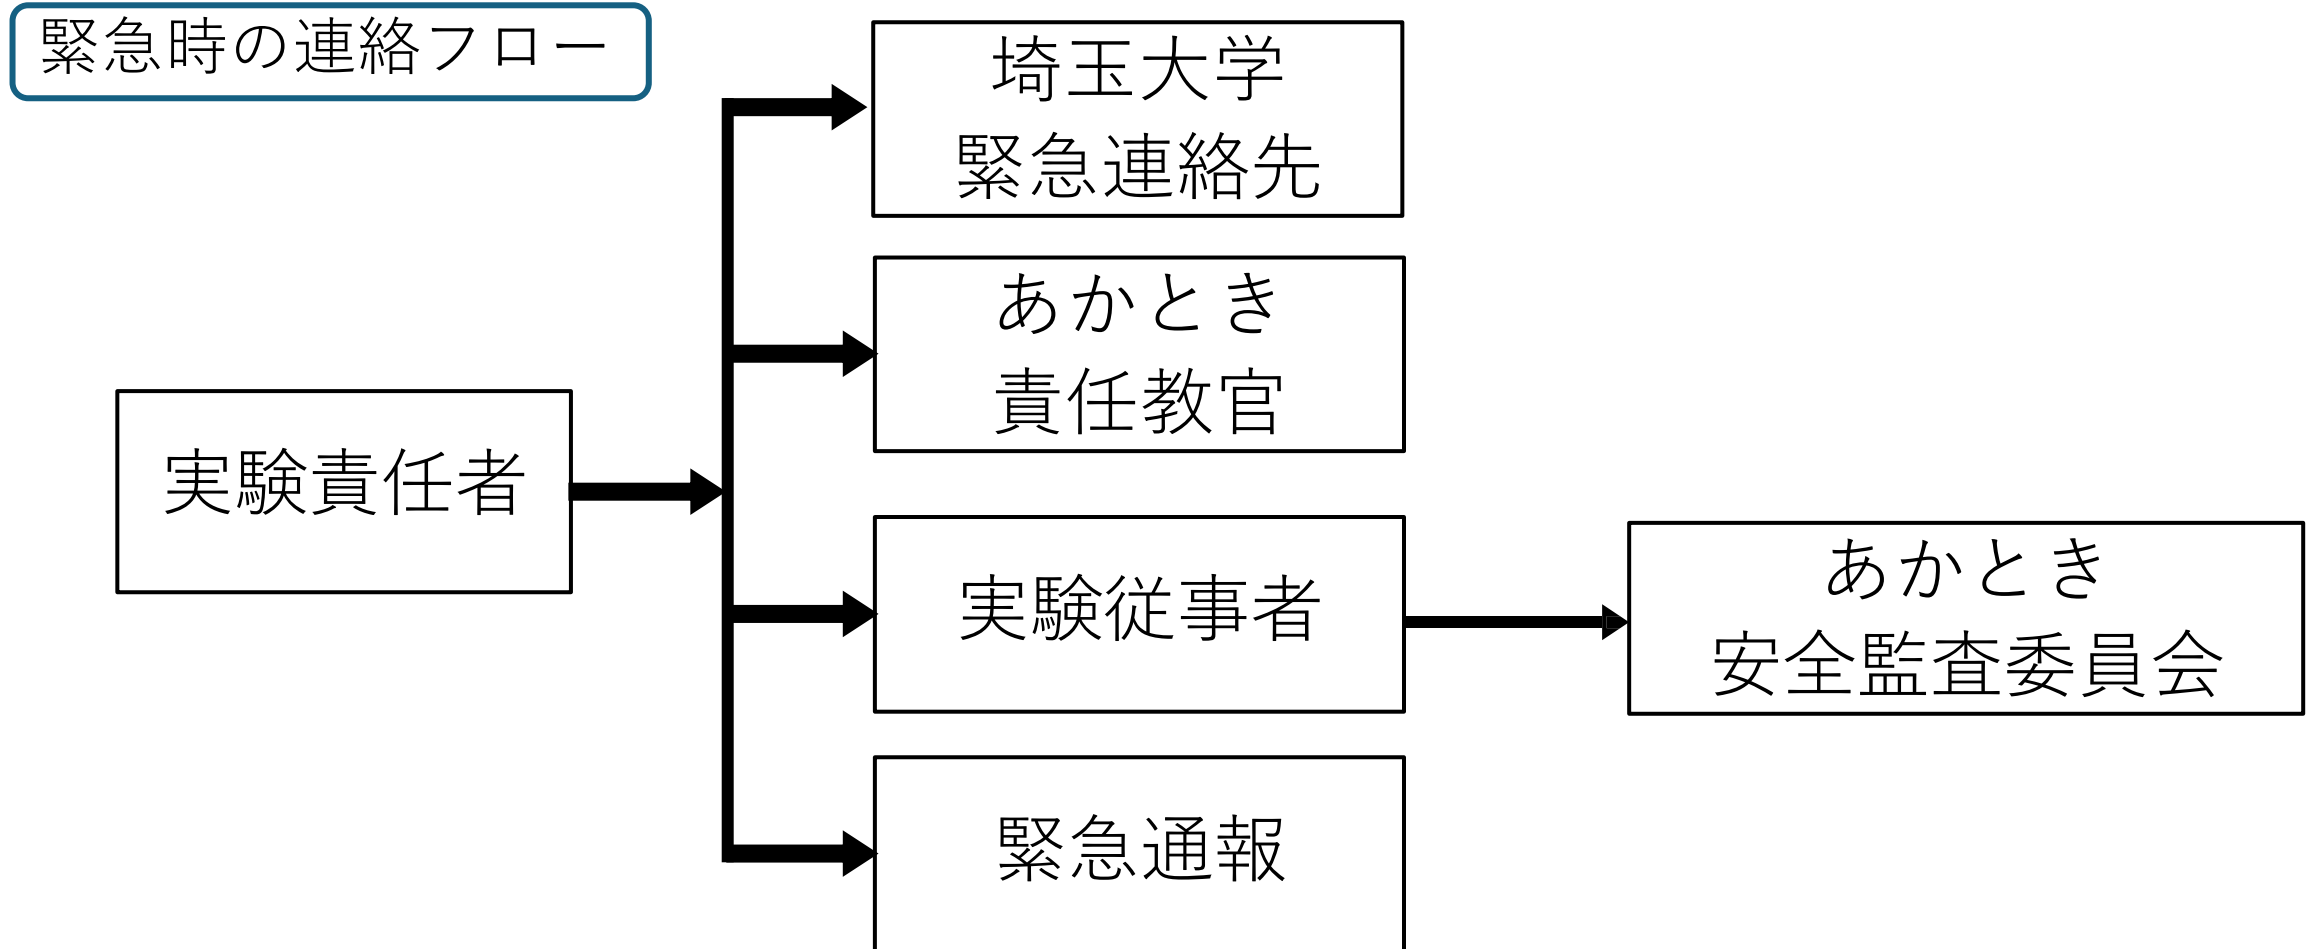 緊急時の連絡フロー
埼玉大学
緊急連絡先
あかとき
責任教官
実験責任者
実験従事者
あかとき
安全監査委員会
緊急通報